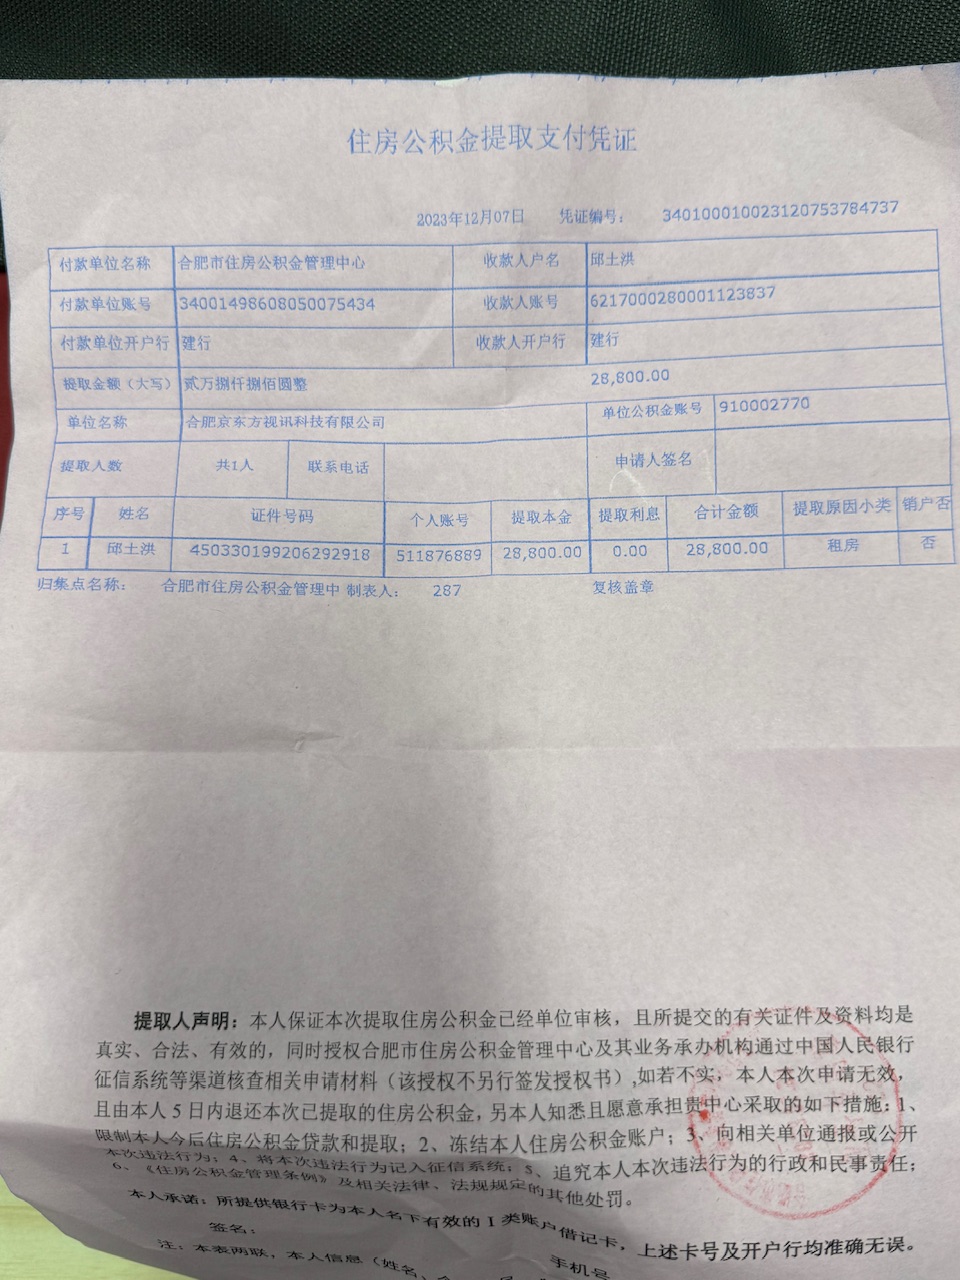 住房公积金提取支付凭证
2023年12月07日 凭证编号： 340100010023120753784737
付款单位名称 合肥市住房公积金管理中心 收款人户名 邱土洪
付款单位账号 34001498608050075434 收款人账号 6217000280001123837
付款单位开户行 建行 收款人开户行 建行
提取金额（大写） 贰万捌仟捌佰圆整 28,800.00
单位名称 合肥京东方视讯科技有限公司 单位公积金账号 910002770
提取人数 共1人 联系电话 申请人签名
序号 姓名 证件号码 个人账号 提取本金 提取利息 合计金额 提取原因小类 销户否
1 邱土洪 450330199206292918 511876889 28,800.00 0.00 28,800.00 租房 否
归集点名称： 合肥市住房公积金管理中 制表人： 287 复核盖章
提取人声明：本人保证本次提取住房公积金已经单位审核，且所提交的有关证件及资料均是
真实、合法、有效的，同时授权合肥市住房公积金管理中心及其业务承办机构通过中国人民银行
征信系统等渠道核查相关申请材料（该授权不另行签发授权书）,如若不实，本人本次申请无效，
且由本人5日内退还本次已提取的住房公积金，另本人知悉且愿意承担贵中心采取的如下措施：1、
限制本人今后住房公积金贷款和提取；2、冻结本人住房公积金账户；3、向相关单位通报或公开
本次违法行为；4、将本次违法行为记入征信系统；5、追究本人本次违法行为的行政和民事责任；
6、《住房公积金管理条例》及相关法律、法规规定的其他处罚。
本人承诺：所提供银行卡为本人名下有效的Ⅰ类账户借记卡，上述卡号及开户行均准确无误。
签名： 手机号
注：本表两联，本人信息（姓名、